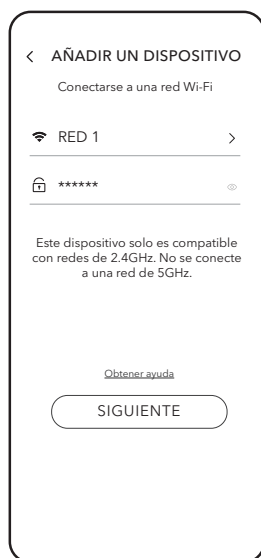 AÑADIR UN DISPOSITIVO
Conectarse a una red Wi-Fi
RED 1
******
Este dispositivo solo es compatible
con redes de 2.4GHz. No se conecte
a una red de 5GHz.
Obtener ayuda
SIGUIENTE